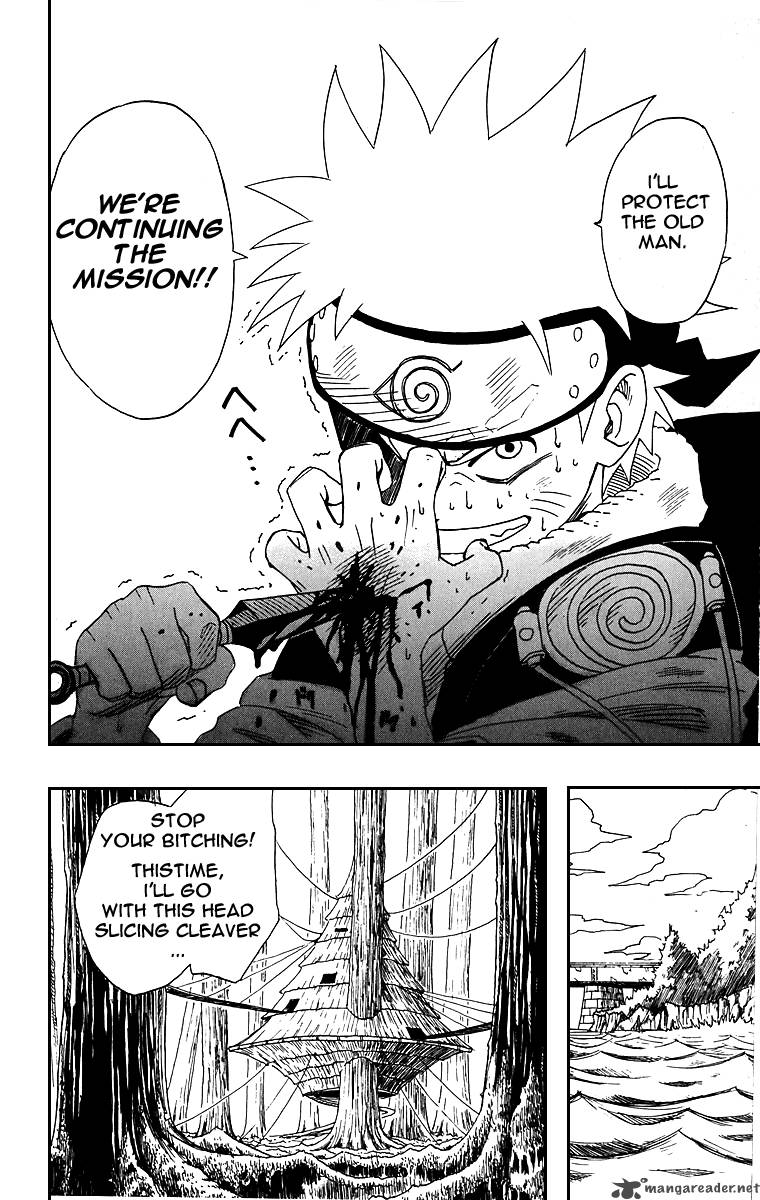 I'LL
PROTECT
THE OLD
MAN.
WE'RE
CONTINUING
THE
MISSION!!
STOP
YOUR BITCHING!
THISTIME,
I'LL GO
WITH THIS HEAD
SLICING CLEAVER
...
mangareader.net